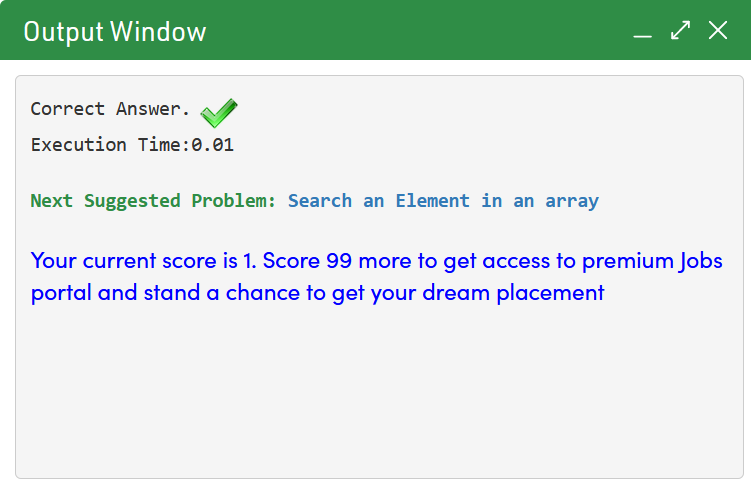 Output Window
Correct Answer.
Execution Time:0.01
Next Suggested Problem: Search an Element in an array
Your current score is 1. Score 99 more to get access to premium Jobs
portal and stand a chance to get your dream placement